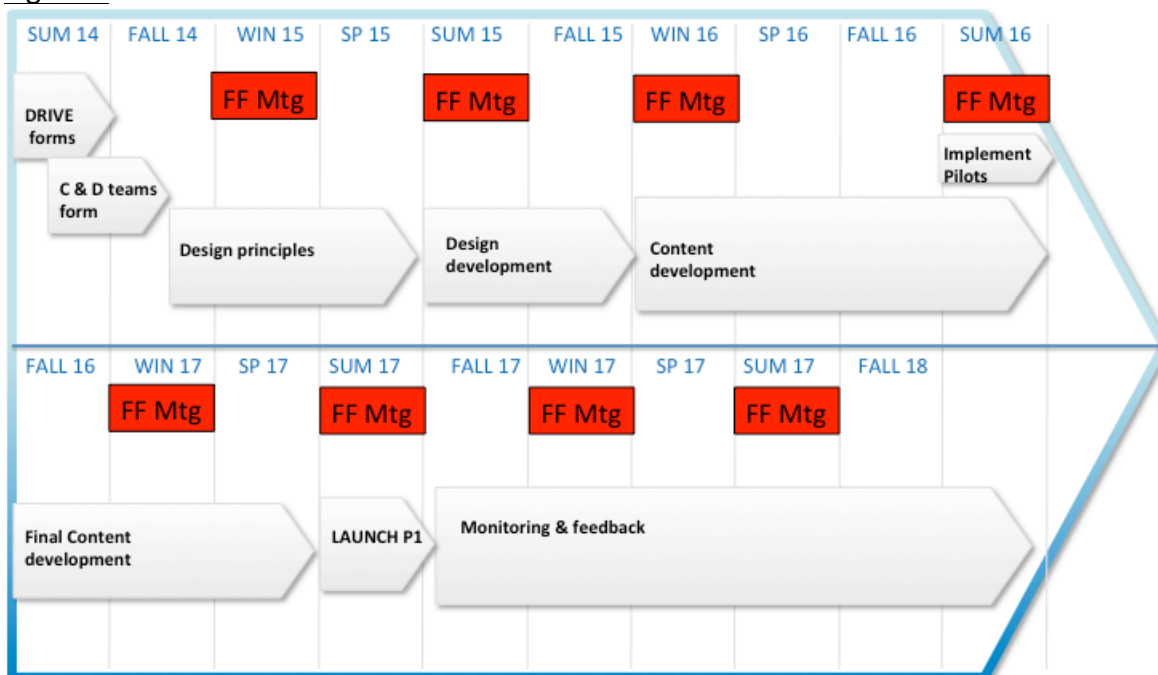 SUM 14 FALL 14 WIN 15 SP 15 SUM 15 FALL 15 WIN 16 SP 16 FALL 16 SUM 16
FF Mtg FF Mtg FF Mtg FF Mtg
DRIVE
forms
Implement
Pilots
C & D teams
form
Design principles
Design
development
Content
development
FALL 16 WIN 17 SP 17 SUM 17 FALL 17 WIN 17 SP 17 SUM 17 FALL 18
FF Mtg FF Mtg FF Mtg FF Mtg
Final Content
development
LAUNCH P1
Monitoring & feedback